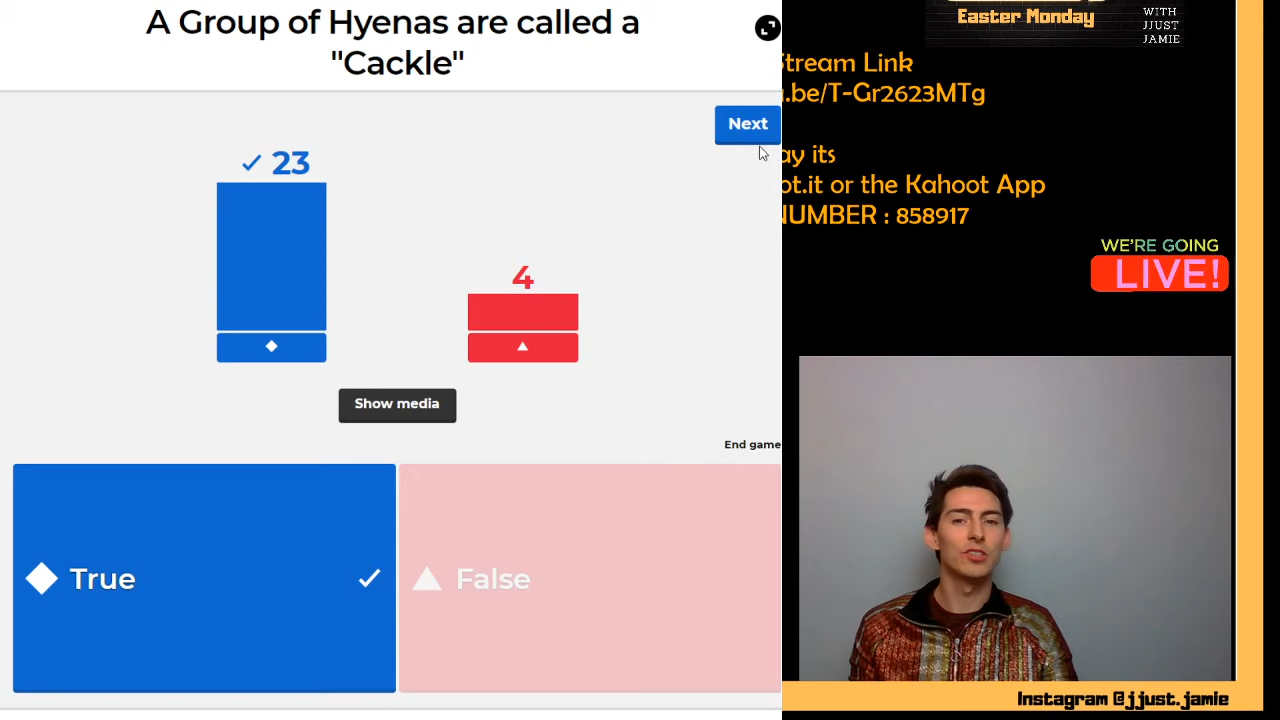 A Group of Hyenas are called a
"Cackle"
Next
23
4
Show media
End game
True
False
Easter Monday
WITH
JJUST
JAMIE
Stream Link
.be/T-Gr2623MTg
ay its
ot.it or the Kahoot App
NUMBER : 858917
WE'RE GOING
LIVE!
Instagram @jjust.jamie